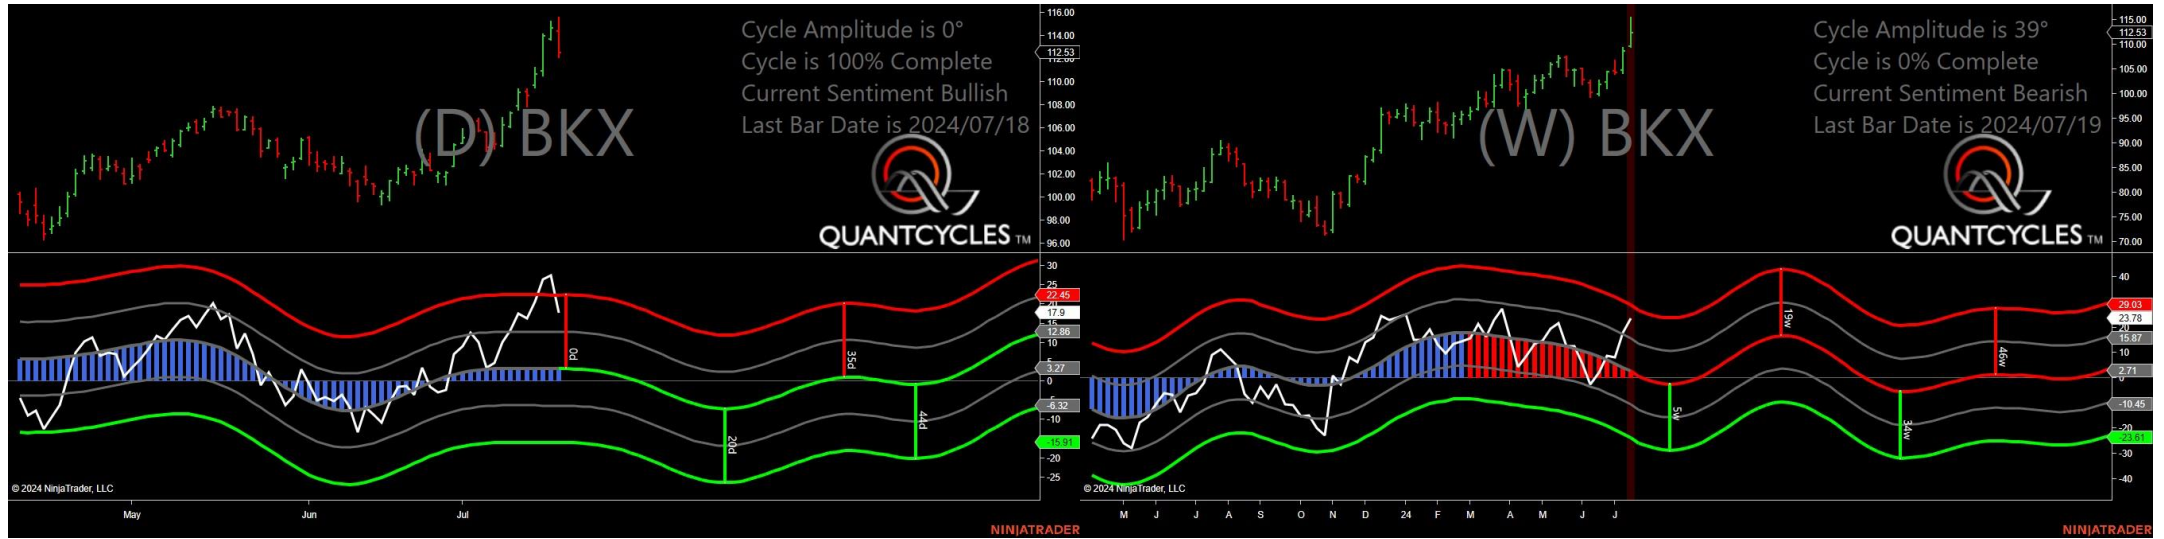 Cycle Amplitude is 0°
Cycle is 100% Complete
Current Sentiment Bullish
Last Bar Date is 2024/07/18
(D) BKX
QUANTCYCLES TM
116.00
114.00
112.53
110.00
108.00
106.00
104.00
102.00
100.00
98.00
96.00
30
22.45
17.9
12.86
10
3.27
0
-6.32
-10
-15.91
-20
-25
0d
20d
35d
44d
© 2024 NinjaTrader, LLC
May
Jun
Jul
NINJATRADER
Cycle Amplitude is 39°
Cycle is 0% Complete
Current Sentiment Bearish
Last Bar Date is 2024/07/19
(W) BKX
QUANTCYCLES TM
115.00
112.53
110.00
105.00
100.00
95.00
90.00
85.00
80.00
75.00
70.00
40
29.03
23.78
20
15.87
10
2.71
-10.45
-20
-23.61
-30
-40
5w
19w
34w
46w
© 2024 NinjaTrader, LLC
M J J A S O N D 24 F M A M J J
NINJATRADER